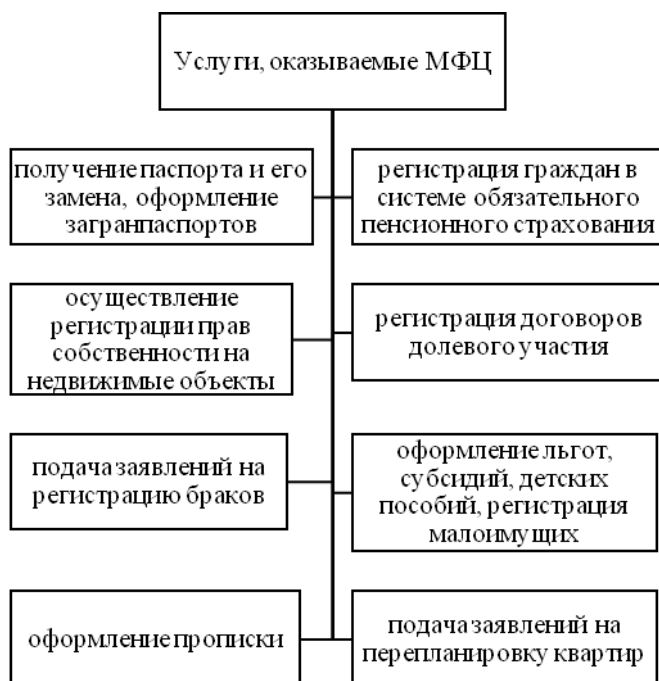 Услуги, оказываемые МФЦ
получение паспорта и его
замена, оформление
загранпаспортов
регистрация граждан в
системе обязательного
пенсионного страхования
осуществление
регистрации прав
собственности на
недвижимые объекты
регистрация договоров
долевого участия
подача заявлений на
регистрацию браков
оформление льгот,
субсидий, детских
пособий, регистрация
малоимущих
оформление прописки
подача заявлений на
перепланировку квартир